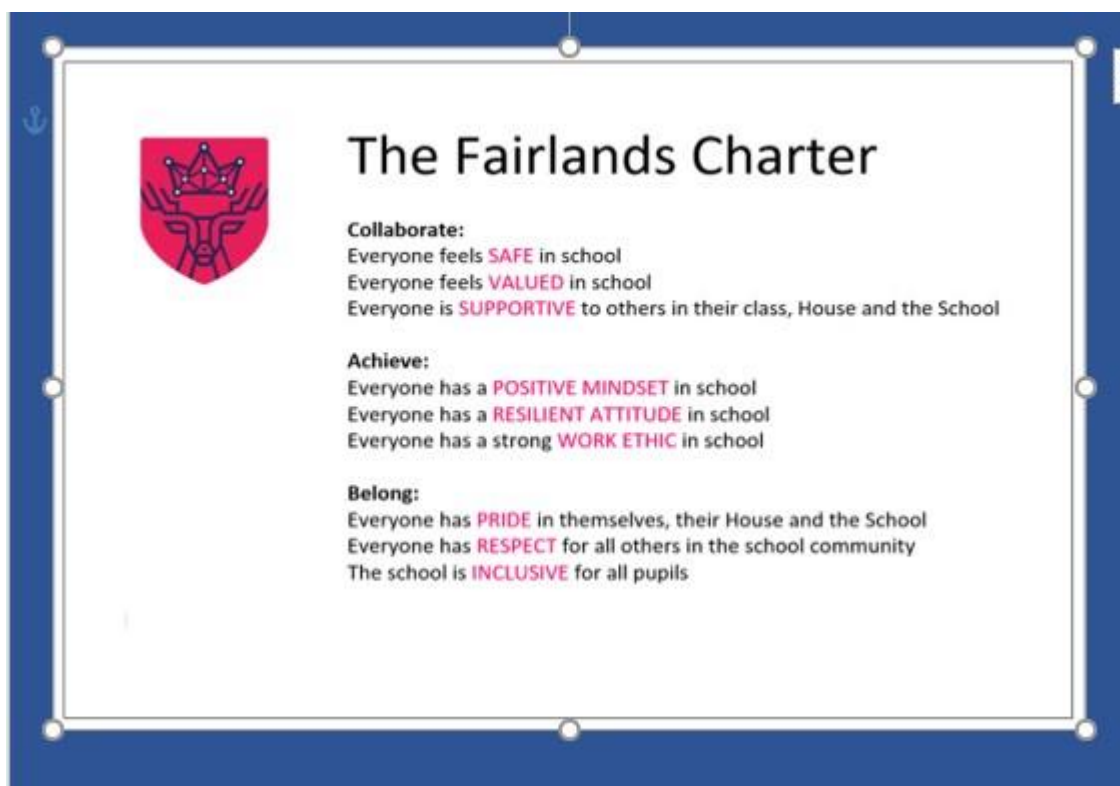 The Fairlands Charter
Collaborate:
Everyone feels SAFE in school
Everyone feels VALUED in school
Everyone is SUPPORTIVE to others in their class, House and the School
Achieve:
Everyone has a POSITIVE MINDSET in school
Everyone has a RESILIENT ATTITUDE in school
Everyone has a strong WORK ETHIC in school
Belong:
Everyone has PRIDE in themselves, their House and the School
Everyone has RESPECT for all others in the school community
The school is INCLUSIVE for all pupils